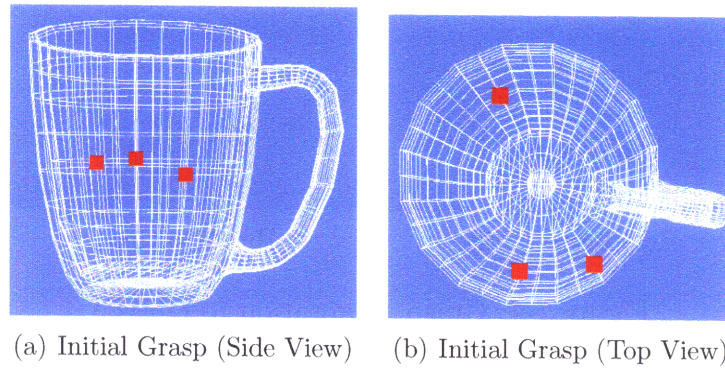 (a) Initial Grasp (Side View)
(b) Initial Grasp (Top View)